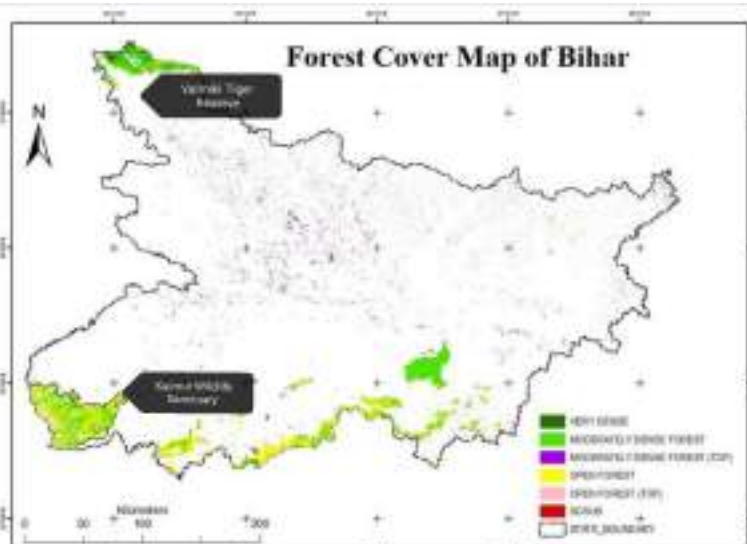 Forest Cover Map of Bihar
Valmiki Tiger
Reserve
N
Kaimur Wildlife
Sanctuary
VERY DENSE
MODERATELY DENSE FOREST
MODERATELY DENSE FOREST (TOF)
OPEN FOREST
OPEN FOREST (TOF)
SCRUB
STATE_BOUNDARY
Kilometers
0 50 100 200